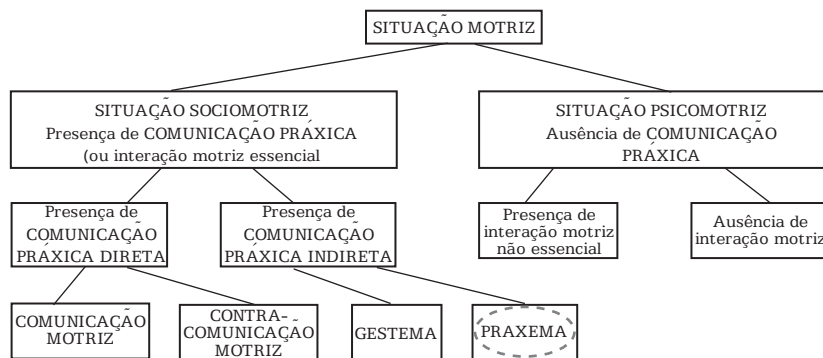 SITUAÇÃO MOTRIZ
SITUAÇÃO SOCIOMOTRIZ
Presença de COMUNICAÇÃO PRÁXICA
(ou interação motriz essencial
SITUAÇÃO PSICOMOTRIZ
Ausência de COMUNICAÇÃO
PRÁXICA
Presença de
COMUNICAÇÃO
PRÁXICA DIRETA
Presença de
COMUNICAÇÃO
PRÁXICA INDIRETA
Presença de
interação motriz
não essencial
Ausência de
interação motriz
COMUNICAÇÃO
MOTRIZ
CONTRA-
COMUNICAÇÃO
MOTRIZ
GESTEMA
PRAXEMA